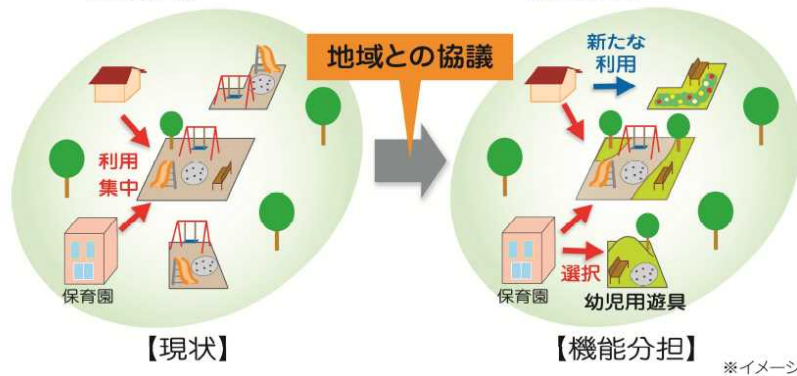 地域との協議
利用
集中
保育園
【現状】
新たな
利用
選択
保育園
幼児用遊具
【機能分担】
※イメージ